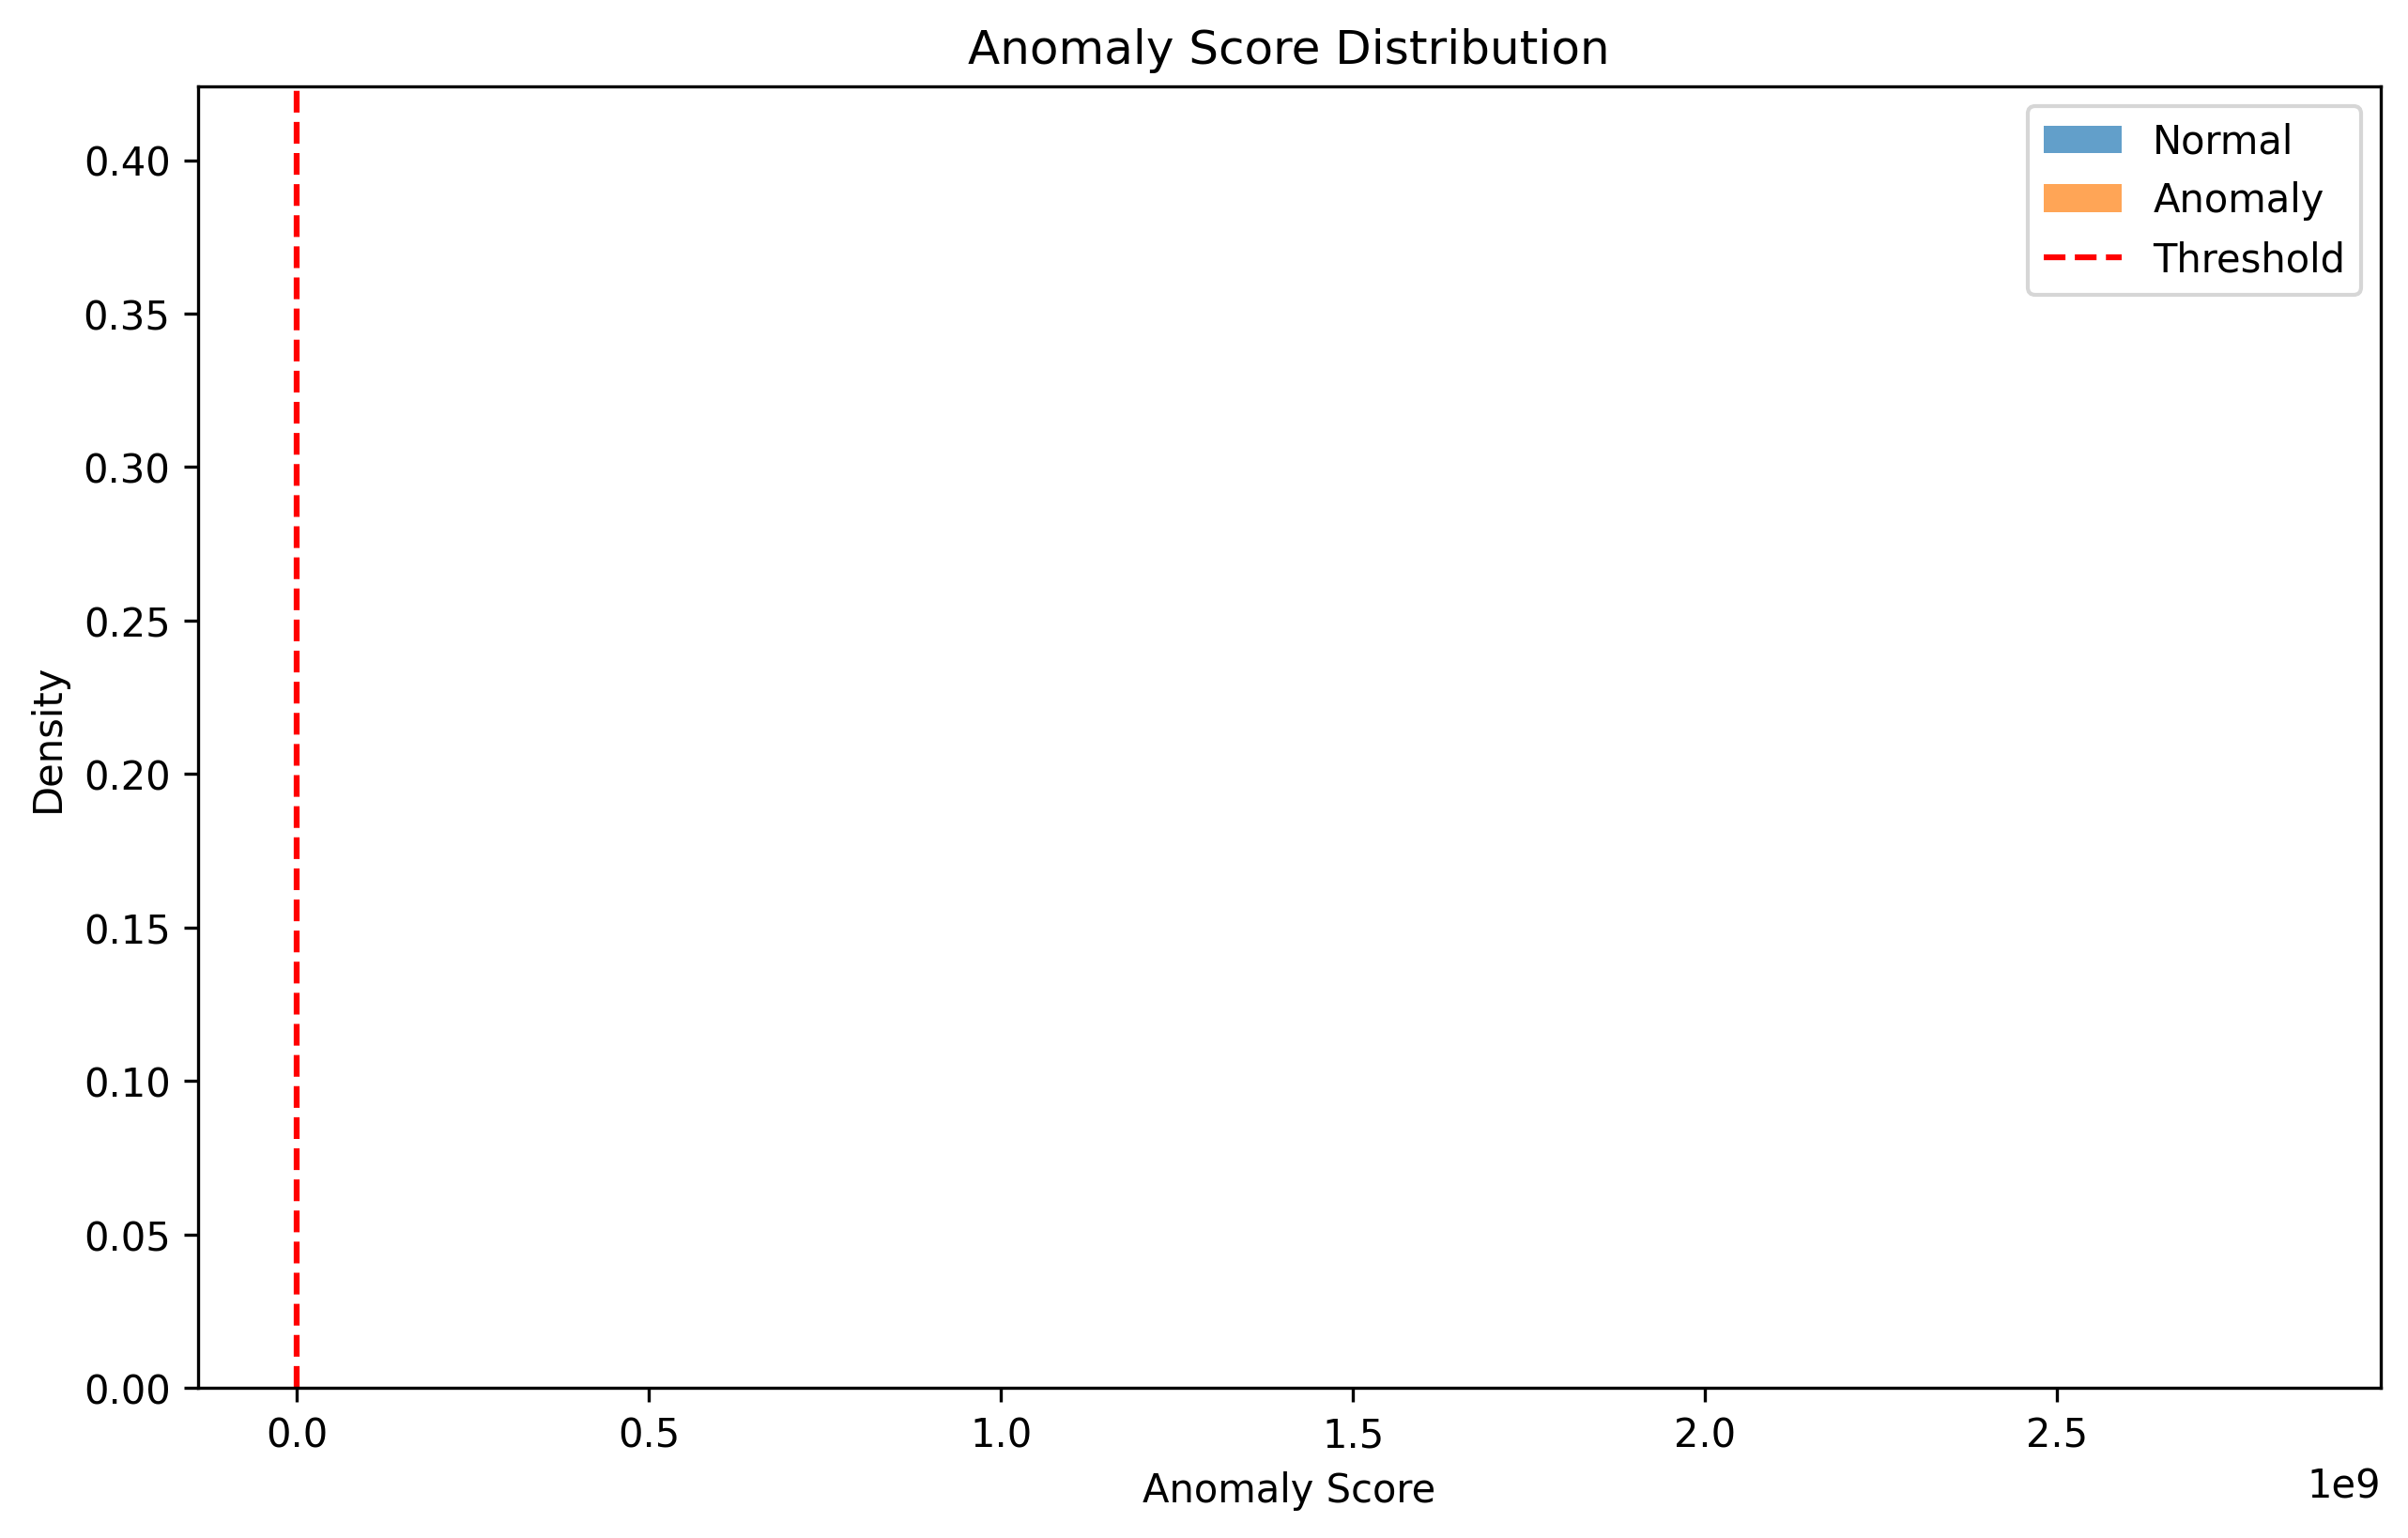 Anomaly Score Distribution
Normal
Anomaly
Threshold
0.40
0.35
0.30
0.25
0.20
0.15
0.10
0.05
0.00
Density
0.0 0.5 1.0 1.5 2.0 2.5
Anomaly Score
1e9